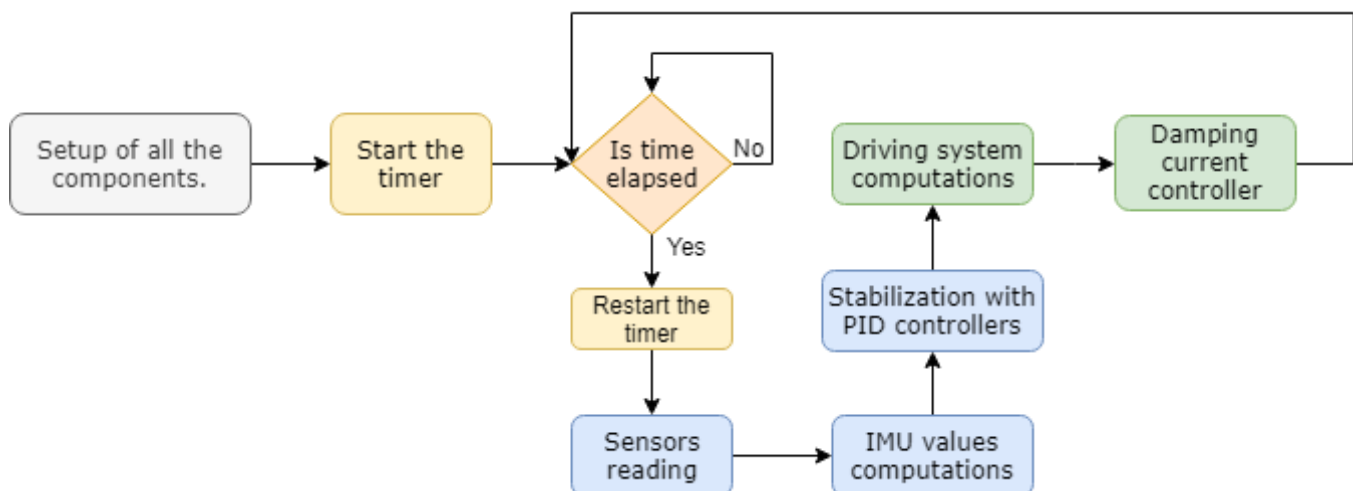 Setup of all the
components.
Start the
timer
Is time
elapsed
No
Yes
Restart the
timer
Sensors
reading
IMU values
computations
Stabilization with
PID controllers
Driving system
computations
Damping
current
controller